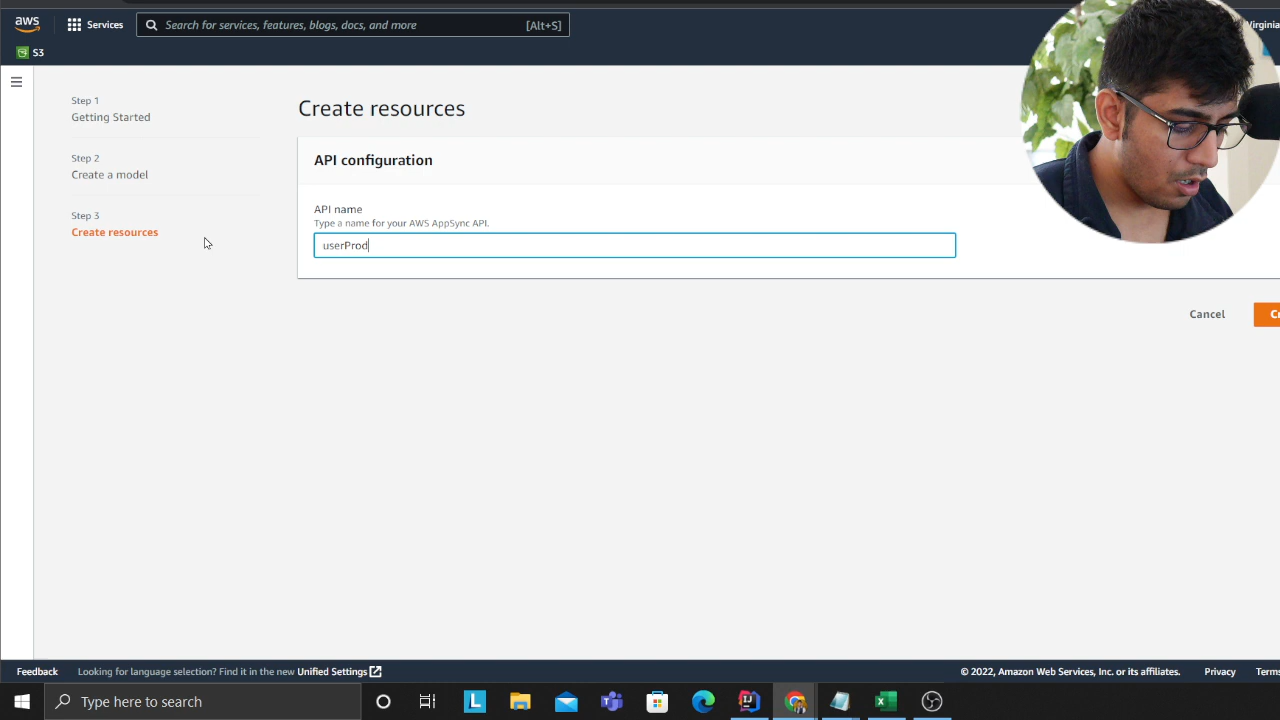 aws
Services
Search for services, features, blogs, docs, and more
[Alt+S]
Virginia
S3
Step 1
Getting Started
Step 2
Create a model
Step 3
Create resources
Create resources
API configuration
API name
Type a name for your AWS AppSync API.
userProd
Cancel
Feedback
Looking for language selection? Find it in the new Unified Settings
© 2022, Amazon Web Services, Inc. or its affiliates.
Privacy
Terms
Type here to search